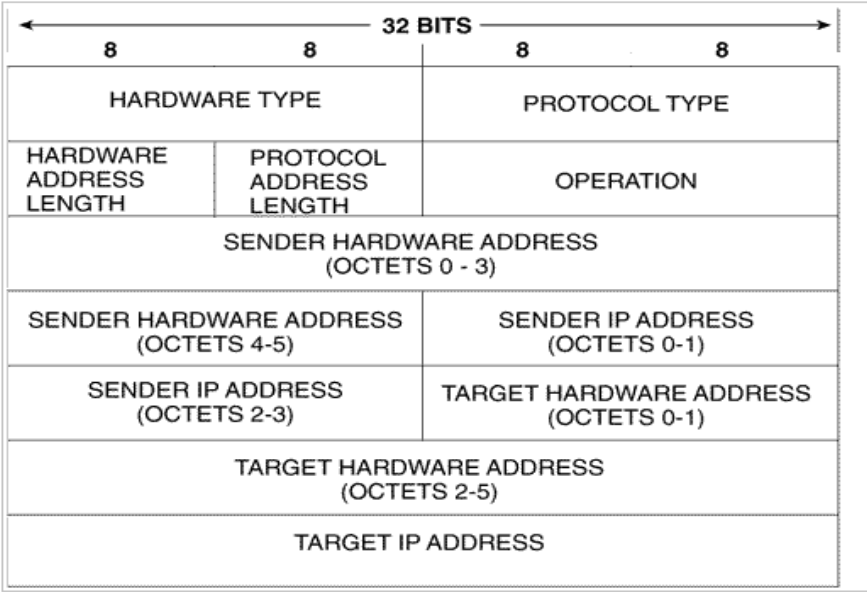 32 BITS
8 8 8 8
HARDWARE TYPE
PROTOCOL TYPE
HARDWARE
ADDRESS
LENGTH
PROTOCOL
ADDRESS
LENGTH
OPERATION
SENDER HARDWARE ADDRESS
(OCTETS 0 - 3)
SENDER HARDWARE ADDRESS
(OCTETS 4-5)
SENDER IP ADDRESS
(OCTETS 0-1)
SENDER IP ADDRESS
(OCTETS 2-3)
TARGET HARDWARE ADDRESS
(OCTETS 0-1)
TARGET HARDWARE ADDRESS
(OCTETS 2-5)
TARGET IP ADDRESS